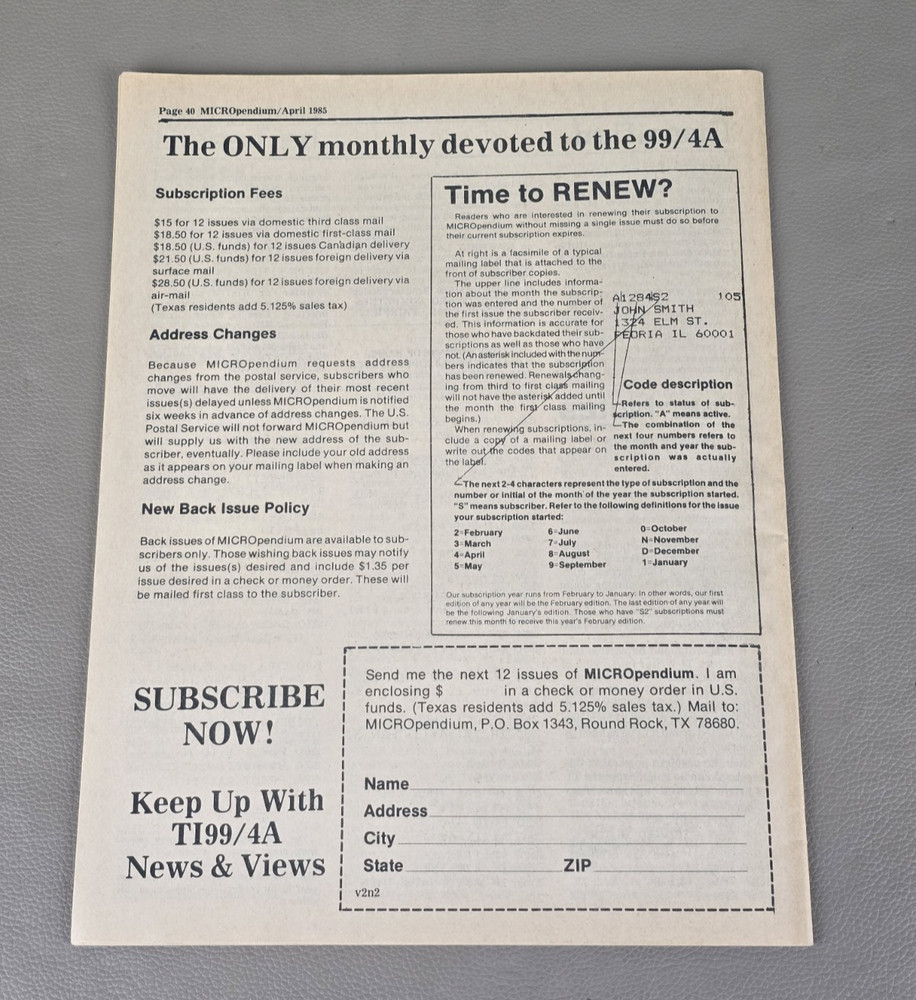 Page 40 MICROpendium/April 1985
The ONLY monthly devoted to the 99/4A
Subscription Fees
$15 for 12 issues via domestic third class mail
$18.50 for 12 issues via domestic first-class mail
$18.50 (U.S. funds) for 12 issues Canadian delivery
$21.50 (U.S. funds) for 12 issues foreign delivery via
surface mail
$28.50 (U.S. funds) for 12 issues foreign delivery via
air-mail
(Texas residents add 5.125% sales tax)
Address Changes
Because MICROpendium requests address
changes from the postal service, subscribers who
move will have the delivery of their most recent
issues(s) delayed unless MICROpendium is notified
six weeks in advance of address changes. The U.S.
Postal Service will not forward MICROpendium but
will supply us with the new address of the sub-
scriber, eventually. Please include your old address
as it appears on your mailing label when making an
address change.
New Back Issue Policy
Back issues of MICROpendium are available to sub-
scribers only. Those wishing back issues may notify
us of the issues(s) desired and include $1.35 per
issue desired in a check or money order. These will
be mailed first class to the subscriber.
Time to RENEW?
Readers who are interested in renewing their subscription to
MICROpendium without missing a single issue must do so before
their current subscription expires.
At right is a facsimile of a typical
mailing label that is attached to the
front of subscriber copies.
The upper line includes informa-
tion about the month the subscrip-
tion was entered and the number of
the first issue the subscriber receiv-
ed. This information is accurate for
those who have backdated their sub-
scriptions as well as those who have
not. (An asterisk included with the num-
bers indicates that the subscription
has been renewed. Renewals chang-
ing from third to first class mailing
will not have the asterisk added until
the month the first class mailing
begins.)
When renewing subscriptions, in-
clude a copy of a mailing label or
write out the codes that appear on
the label.
A1284S2 105
JOHN SMITH
1324 ELM ST.
PEORIA IL 60001
Code description
Refers to status of sub-
scription. "A" means active.
The combination of the
next four numbers refers to
the month and year the sub-
scription was actually
entered.
The next 2-4 characters represent the type of subscription and the
number or initial of the month of the year the subscription started.
"S" means subscriber. Refer to the following definitions for the issue
your subscription started:
2=February 6=June 0=October
3=March 7=July N=November
4=April 8=August D=December
5=May 9=September 1=January
Our subscription year runs from February to January. In other words, our first
edition of any year will be the February edition. The last edition of any year will
be the following January's edition. Those who have "S2" subscriptions must
renew this month to receive this year's February edition.
SUBSCRIBE
NOW!
Keep Up With
TI99/4A
News & Views
Send me the next 12 issues of MICROpendium. I am
enclosing $ in a check or money order in U.S.
funds. (Texas residents add 5.125% sales tax.) Mail to:
MICROpendium, P.O. Box 1343, Round Rock, TX 78680.
Name
Address
City
State ZIP
v2n2